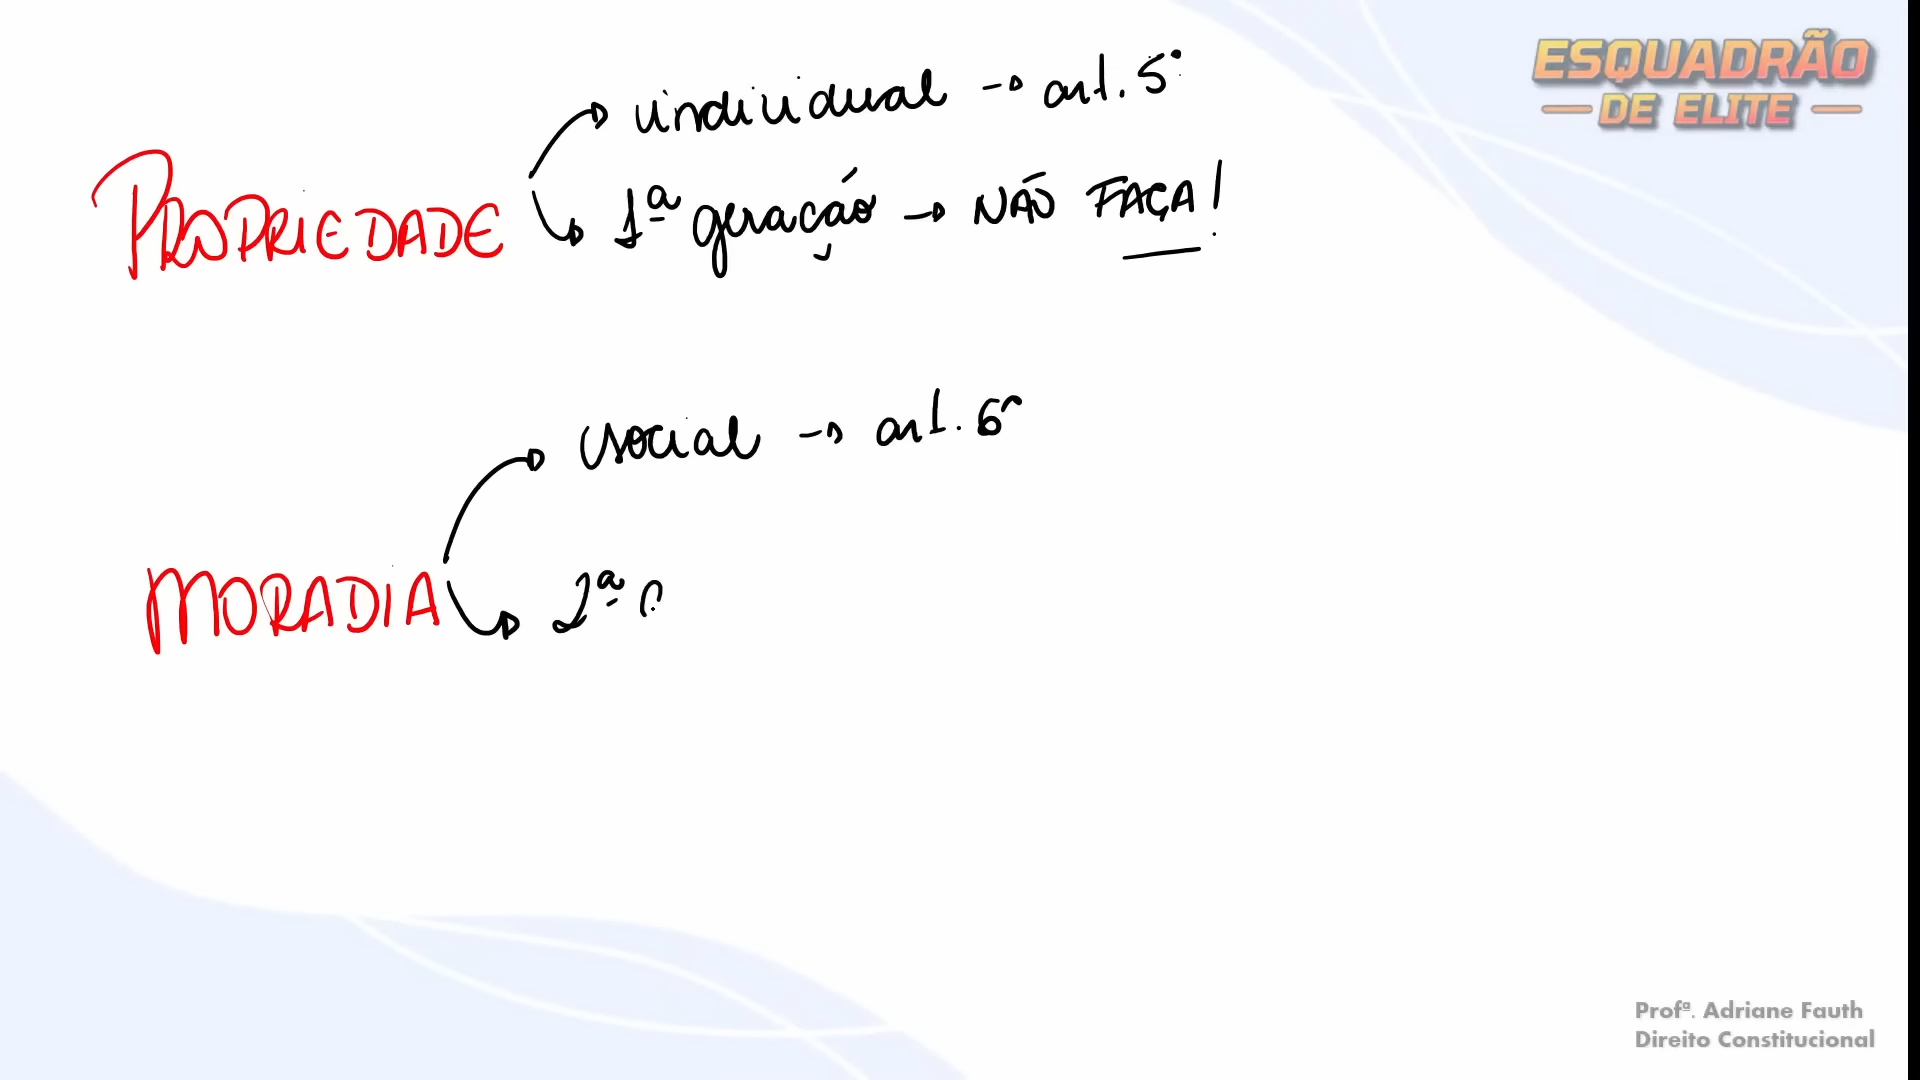 ESQUADRÃO
DE ELITE
individual → art. 5º
PROPRIEDADE
1ª geração → NÃO FAÇA!
social → art. 6º
MORADIA
2ª
Profª. Adriane Fauth
Direito Constitucional